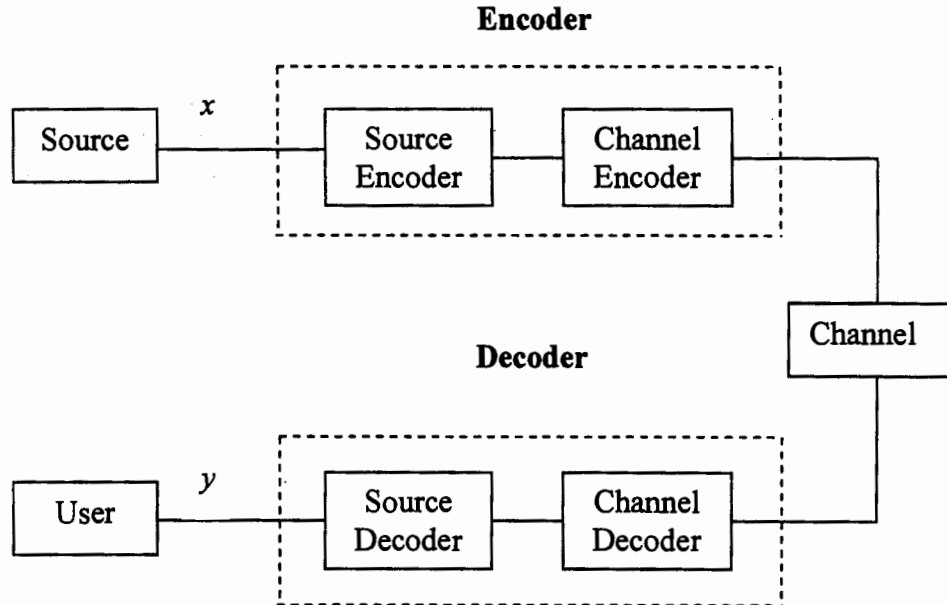 Encoder
x
Source
Source
Encoder
Channel
Encoder
Channel
Decoder
y
User
Source
Decoder
Channel
Decoder